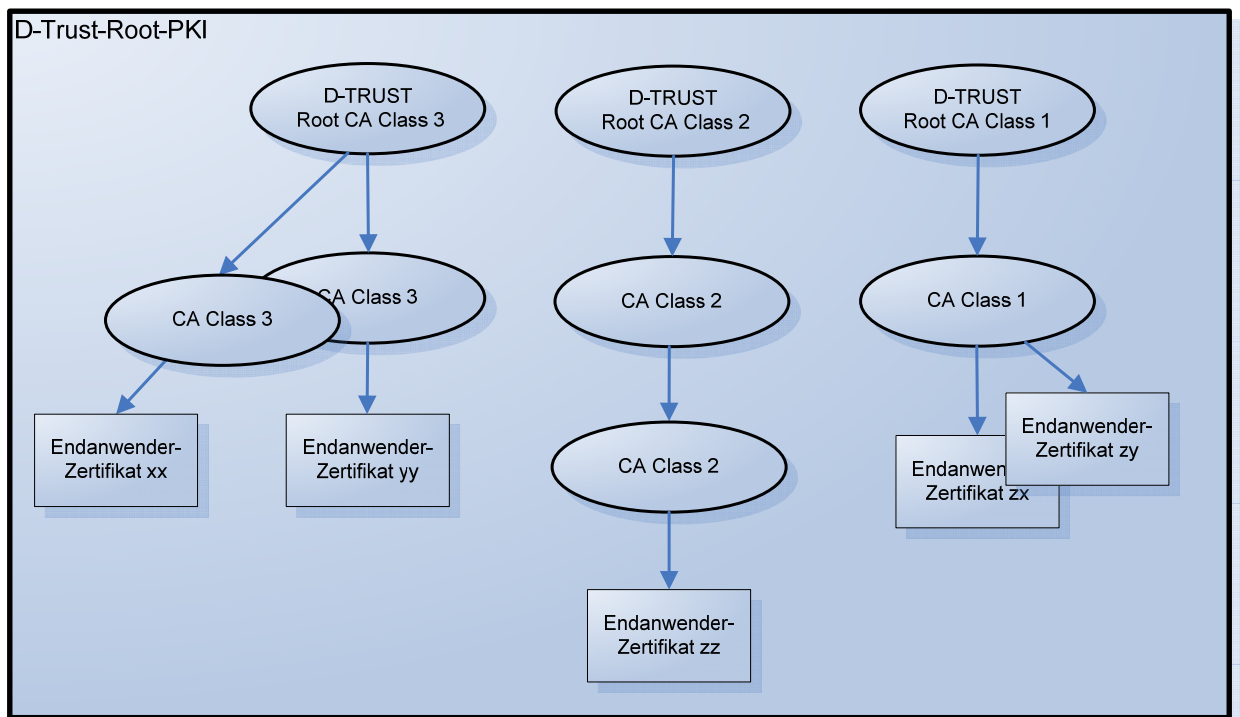 D-Trust-Root-PKI
D-TRUST
Root CA Class 3
D-TRUST
Root CA Class 2
D-TRUST
Root CA Class 1
CA Class 3
CA Class 3
CA Class 2
CA Class 1
Endanwender-
Zertifikat xx
Endanwender-
Zertifikat yy
CA Class 2
Endanwen
Zertifikat zx
Endanwender-
Zertifikat zy
Endanwender-
Zertifikat zz